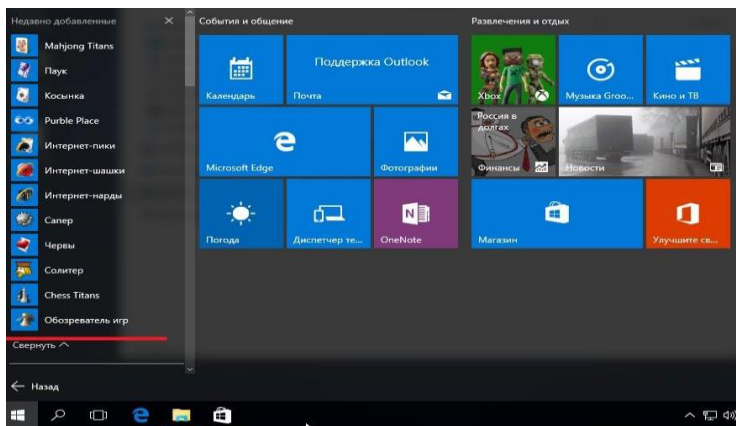 Недавно добавленные
Mahjong Titans
Паук
Косынка
Purble Place
Интернет-пики
Интернет-шашки
Интернет-нарды
Сапер
Червы
Солитер
Chess Titans
Обозреватель игр
Свернуть
Назад
События и общение
Календарь
Поддержка Outlook
Почта
Microsoft Edge
Фотографии
Погода
Диспетчер те...
OneNote
Развлечения и отдых
Xbox
Музыка Groo...
Кино и ТВ
Россия в
долгах
Финансы
Новости
Магазин
Улучшите св...